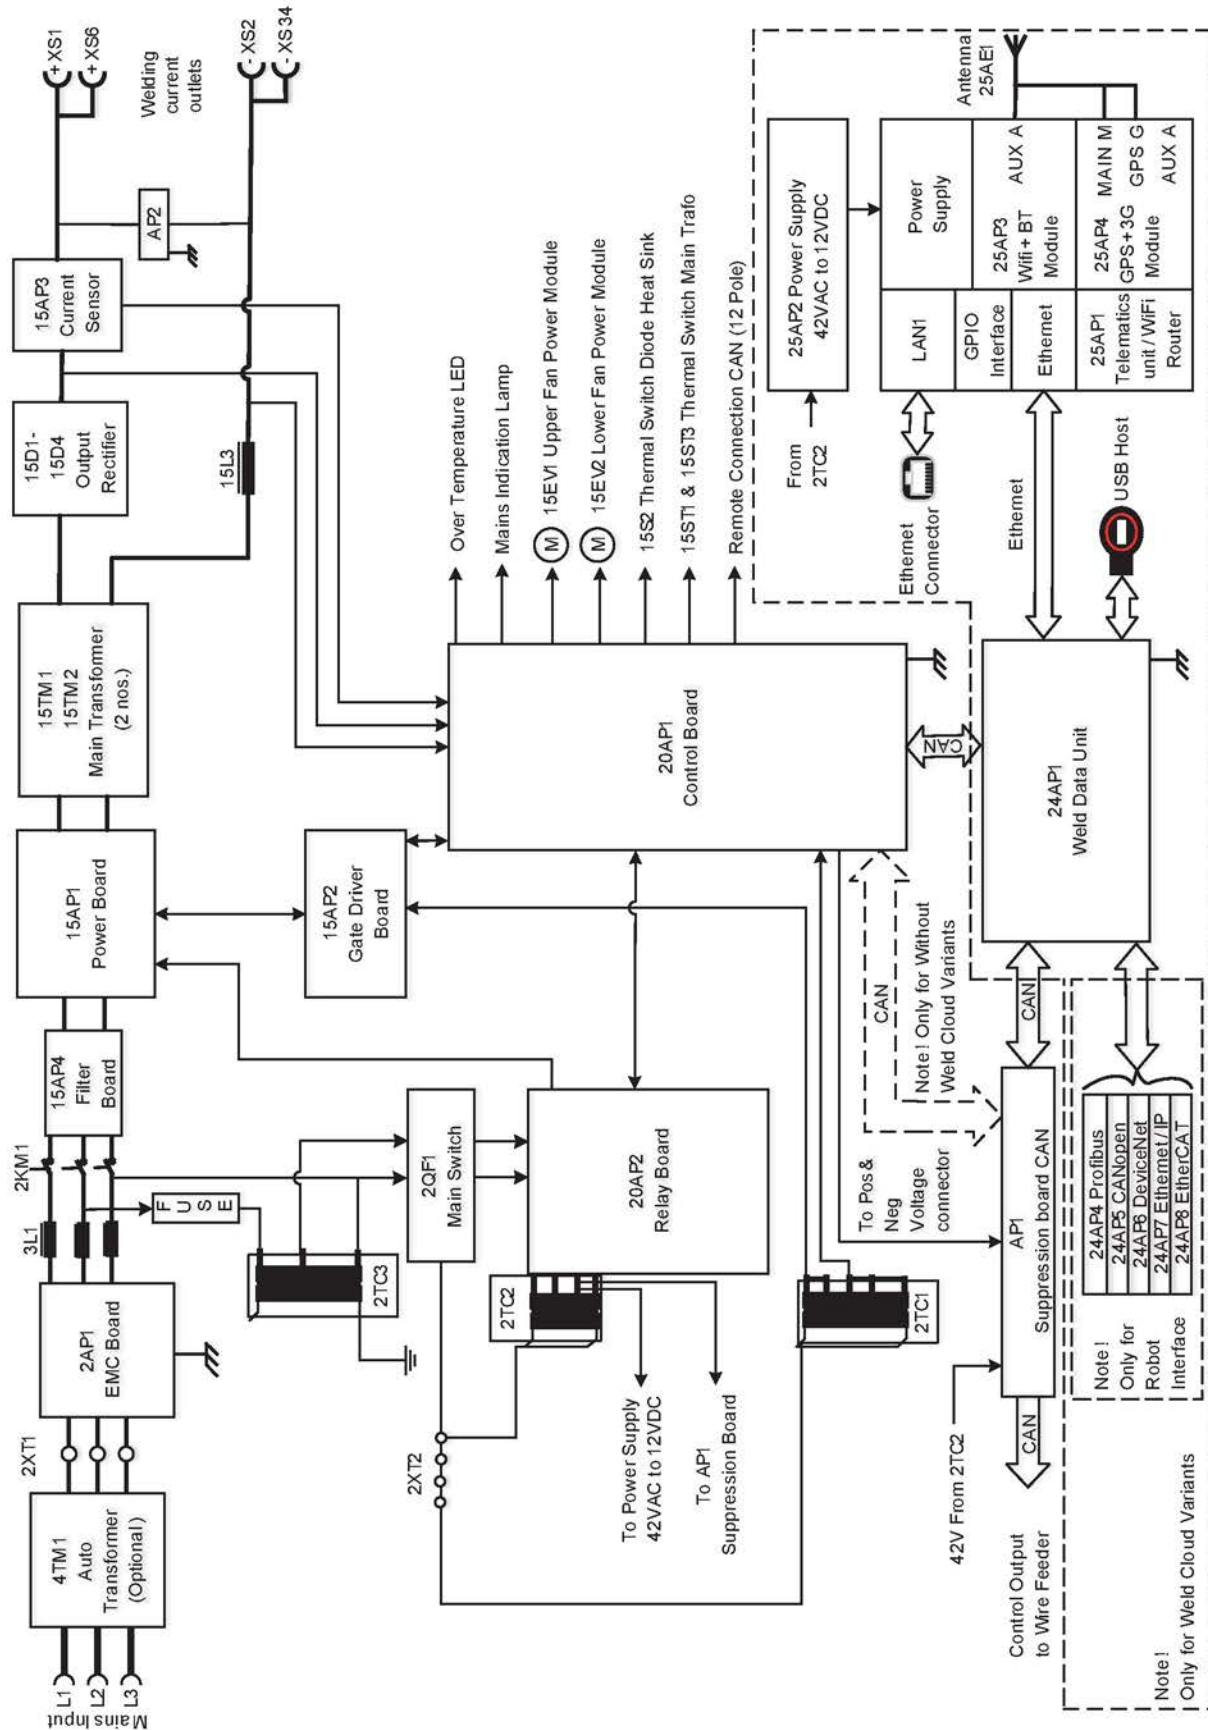 Mains Input
L1
L2
L3
4TM1
Auto
Transformer
(Optional)
2XT1
2AP1
EMC Board
3L1
2KM1
FUSE
2TC3
15AP4
Filter
Board
15AP1
Power Board
15TM1
15TM2
Main Transformer
(2 nos.)
15D1-
15D4
Output
Rectifier
15AP3
Current
Sensor
15L3
AP2
+XS1
+XS6
Welding
current
outlets
-XS2
-XS34
15AP2
Gate Driver
Board
2QF1
Main Switch
20AP2
Relay Board
2TC2
2XT2
To Power Supply
42VAC to 12VDC
To AP1
Suppression Board
2TC1
20AP1
Control Board
Over Temperature LED
Mains Indication Lamp
M
15EV1 Upper Fan Power Module
M
15EV2 Lower Fan Power Module
15S2 Thermal Switch Diode Heat Sink
15ST1 & 15ST3 Thermal Switch Main Trafo
Remote Connection CAN (12 Pole)
To Pos &
Neg
Voltage
connector
CAN
Note! Only for Without
Weld Cloud Variants
CAN
42V From 2TC2
AP1
Suppression board CAN
CAN
Control Output
to Wire Feeder
CAN
24AP1
Weld Data Unit
Note!
Only for
Robot
Interface
24AP4 Profibus
24AP5 CANopen
24AP6 DeviceNet
24AP7 Ethernet/IP
24AP8 EtherCAT
USB Host
Ethernet
Ethernet
Connector
From
2TC2
25AP2 Power Supply
42VAC to 12VDC
LAN1
Power
Supply
GPIO
Interface
Ethernet
25AP3
Wifi+BT
Module
AUX A
25AP1
Telematics
unit/WiFi
Router
25AP4
GPS+3G
Module
MAIN M
GPS G
AUX A
Antenna
25AE1
Note!
Only for Weld Cloud Variants